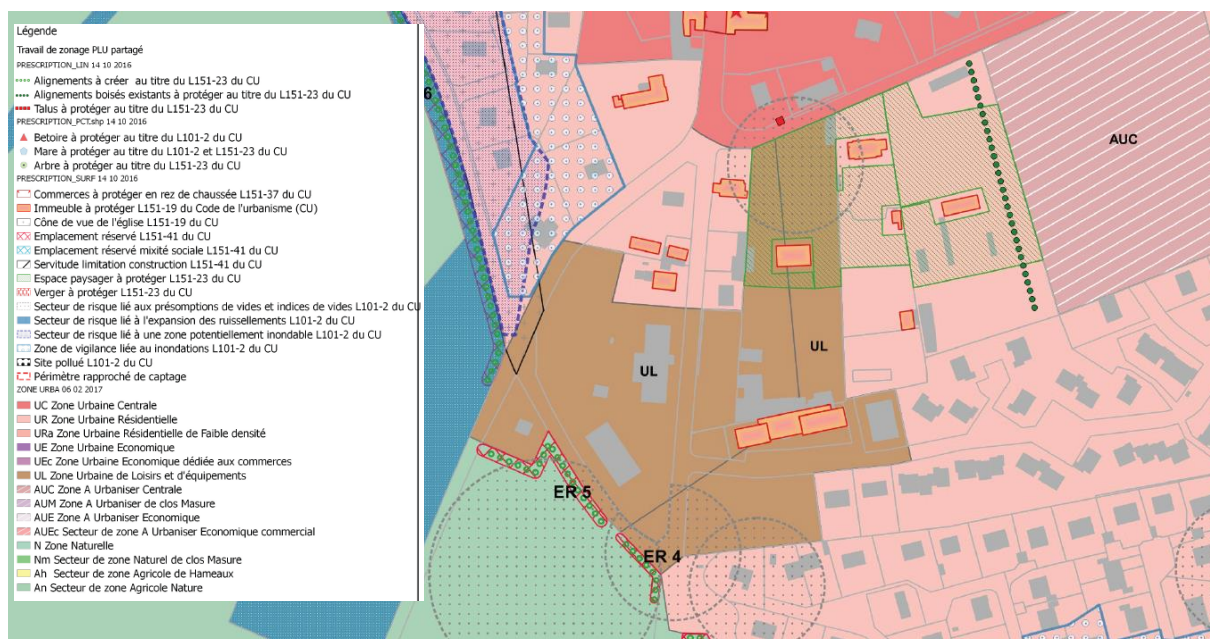 Légende
Travail de zonage PLU partagé
PRESCRIPTION_LIN 14 10 2016
Alignements à créer au titre du L151-23 du CU
Alignements boisés existants à protéger au titre du L151-23 du CU
Talus à protéger au titre du L151-23 du CU
PRESCRIPTION_PCT.shp 14 10 2016
Betoire à protéger au titre du L101-2 du CU
Mare à protéger au titre du L101-2 et L151-23 du CU
Arbre à protéger au titre du L151-23 du CU
PRESCRIPTION_SURF 14 10 2016
Commerces à protéger en rez de chaussée L151-37 du CU
Immeuble à protéger L151-19 du Code de l'urbanisme (CU)
Cône de vue de l'église L151-19 du CU
Emplacement réservé L151-41 du CU
Emplacement réservé mixité sociale L151-41 du CU
Servitude limitation construction L151-41 du CU
Espace paysager à protéger L151-23 du CU
Verger à protéger L151-23 du CU
Secteur de risque lié aux présomptions de vides et indices de vides L101-2 du CU
Secteur de risque lié à l'expansion des ruissellements L101-2 du CU
Secteur de risque lié à une zone potentiellement inondable L101-2 du CU
Zone de vigilance liée au inondations L101-2 du CU
Site pollué L101-2 du CU
Périmètre rapproché de captage
ZONE URBA 06 02 2017
UC Zone Urbaine Centrale
UR Zone Urbaine Résidentielle
URa Zone Urbaine Résidentielle de Faible densité
UE Zone Urbaine Economique
UEc Zone Urbaine Economique dédiée aux commerces
UL Zone Urbaine de Loisirs et d'équipements
AUC Zone A Urbaniser Centrale
AUM Zone A Urbaniser de clos Masure
AUE Zone A Urbaniser Economique
AUEc Secteur de zone A Urbaniser Economique commercial
N Zone Naturelle
Nm Secteur de zone Naturel de clos Masure
Ah Secteur de zone Agricole de Hameaux
An Secteur de zone Agricole Nature
6
AUC
UL
UL
ER 5
ER 4